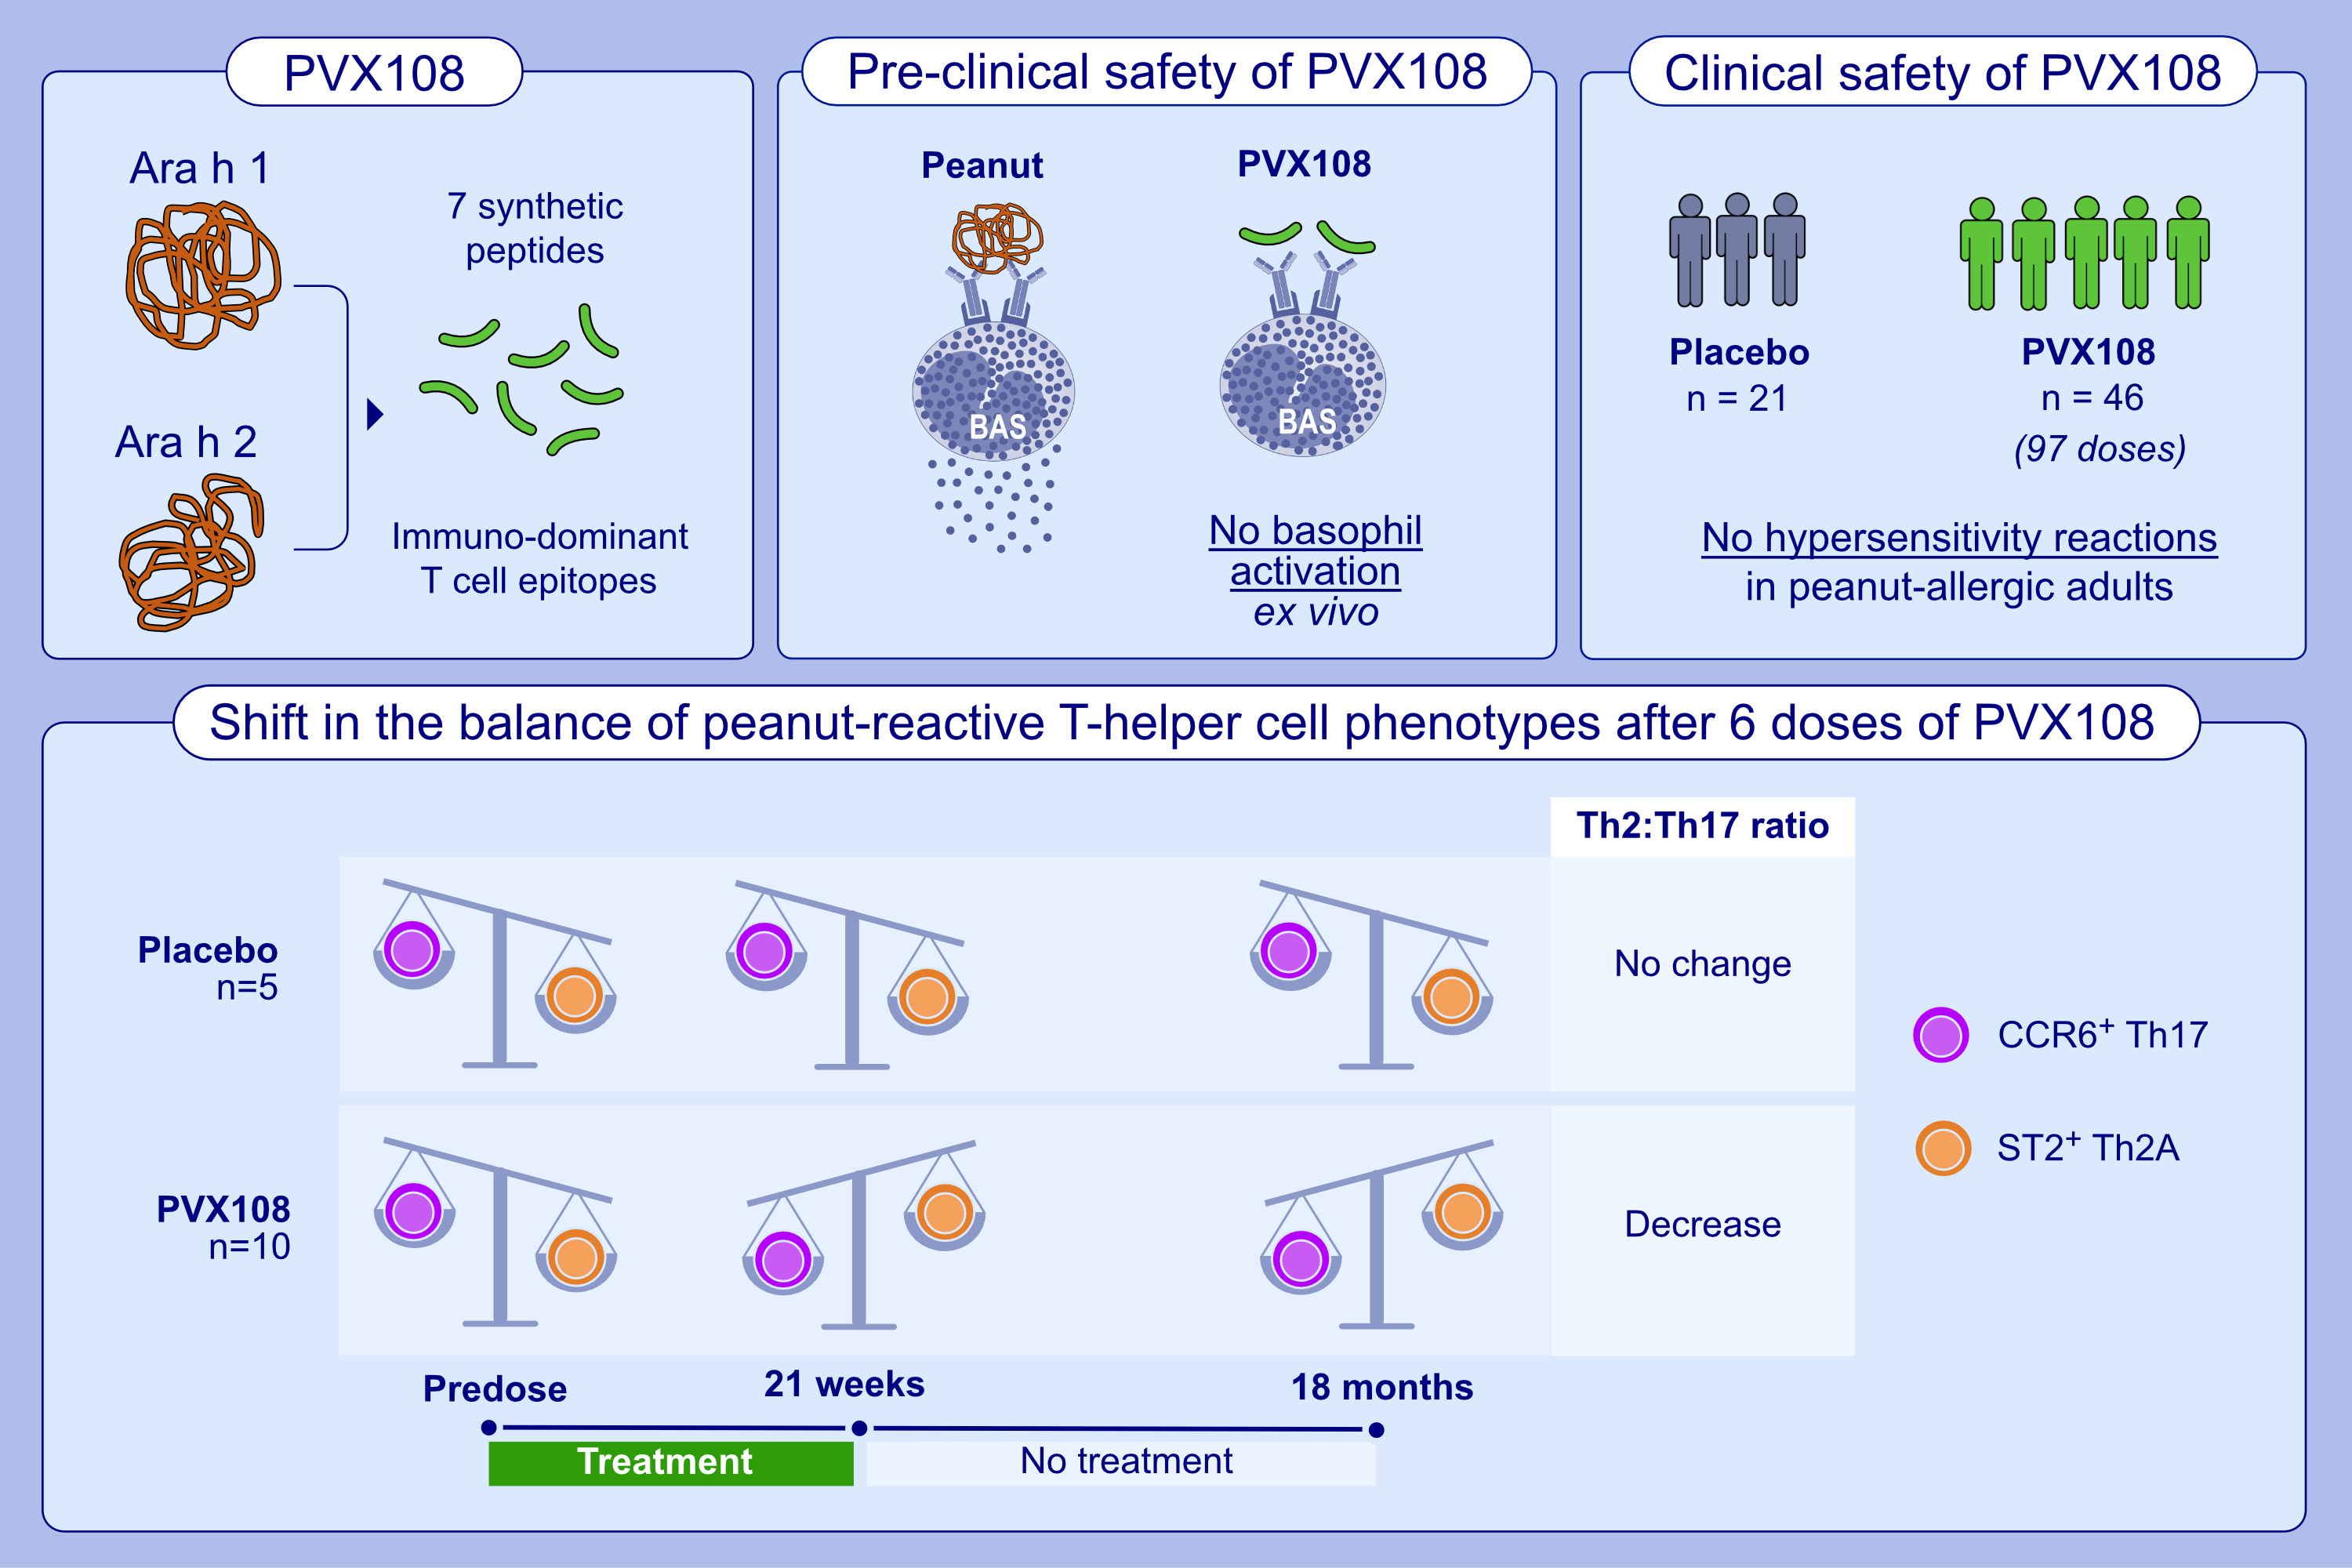 PVX108
Ara h 1
7 synthetic
peptides
Ara h 2
Immuno-dominant
T cell epitopes
Pre-clinical safety of PVX108
Peanut
PVX108
BAS
BAS
No basophil
activation
ex vivo
Clinical safety of PVX108
Placebo
n = 21
PVX108
n = 46
(97 doses)
No hypersensitivity reactions
in peanut-allergic adults
Shift in the balance of peanut-reactive T-helper cell phenotypes after 6 doses of PVX108
Th2:Th17 ratio
Placebo
n=5
No change
CCR6⁺ Th17
ST2⁺ Th2A
PVX108
n=10
Decrease
Predose
21 weeks
18 months
Treatment
No treatment